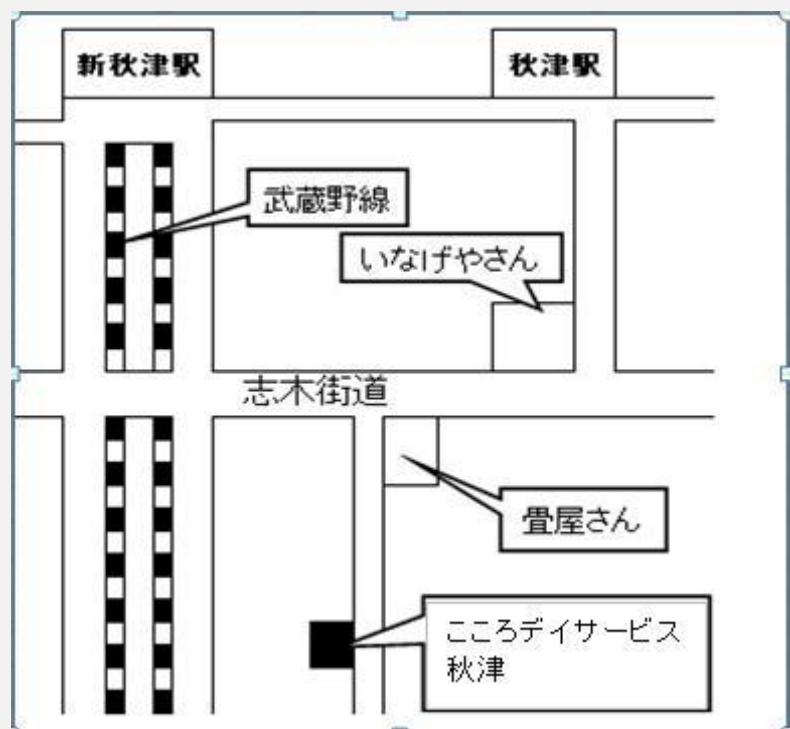 新秋津駅
秋津駅
武蔵野線
いなげやさん
志木街道
畳屋さん
こころデイサービス
秋津